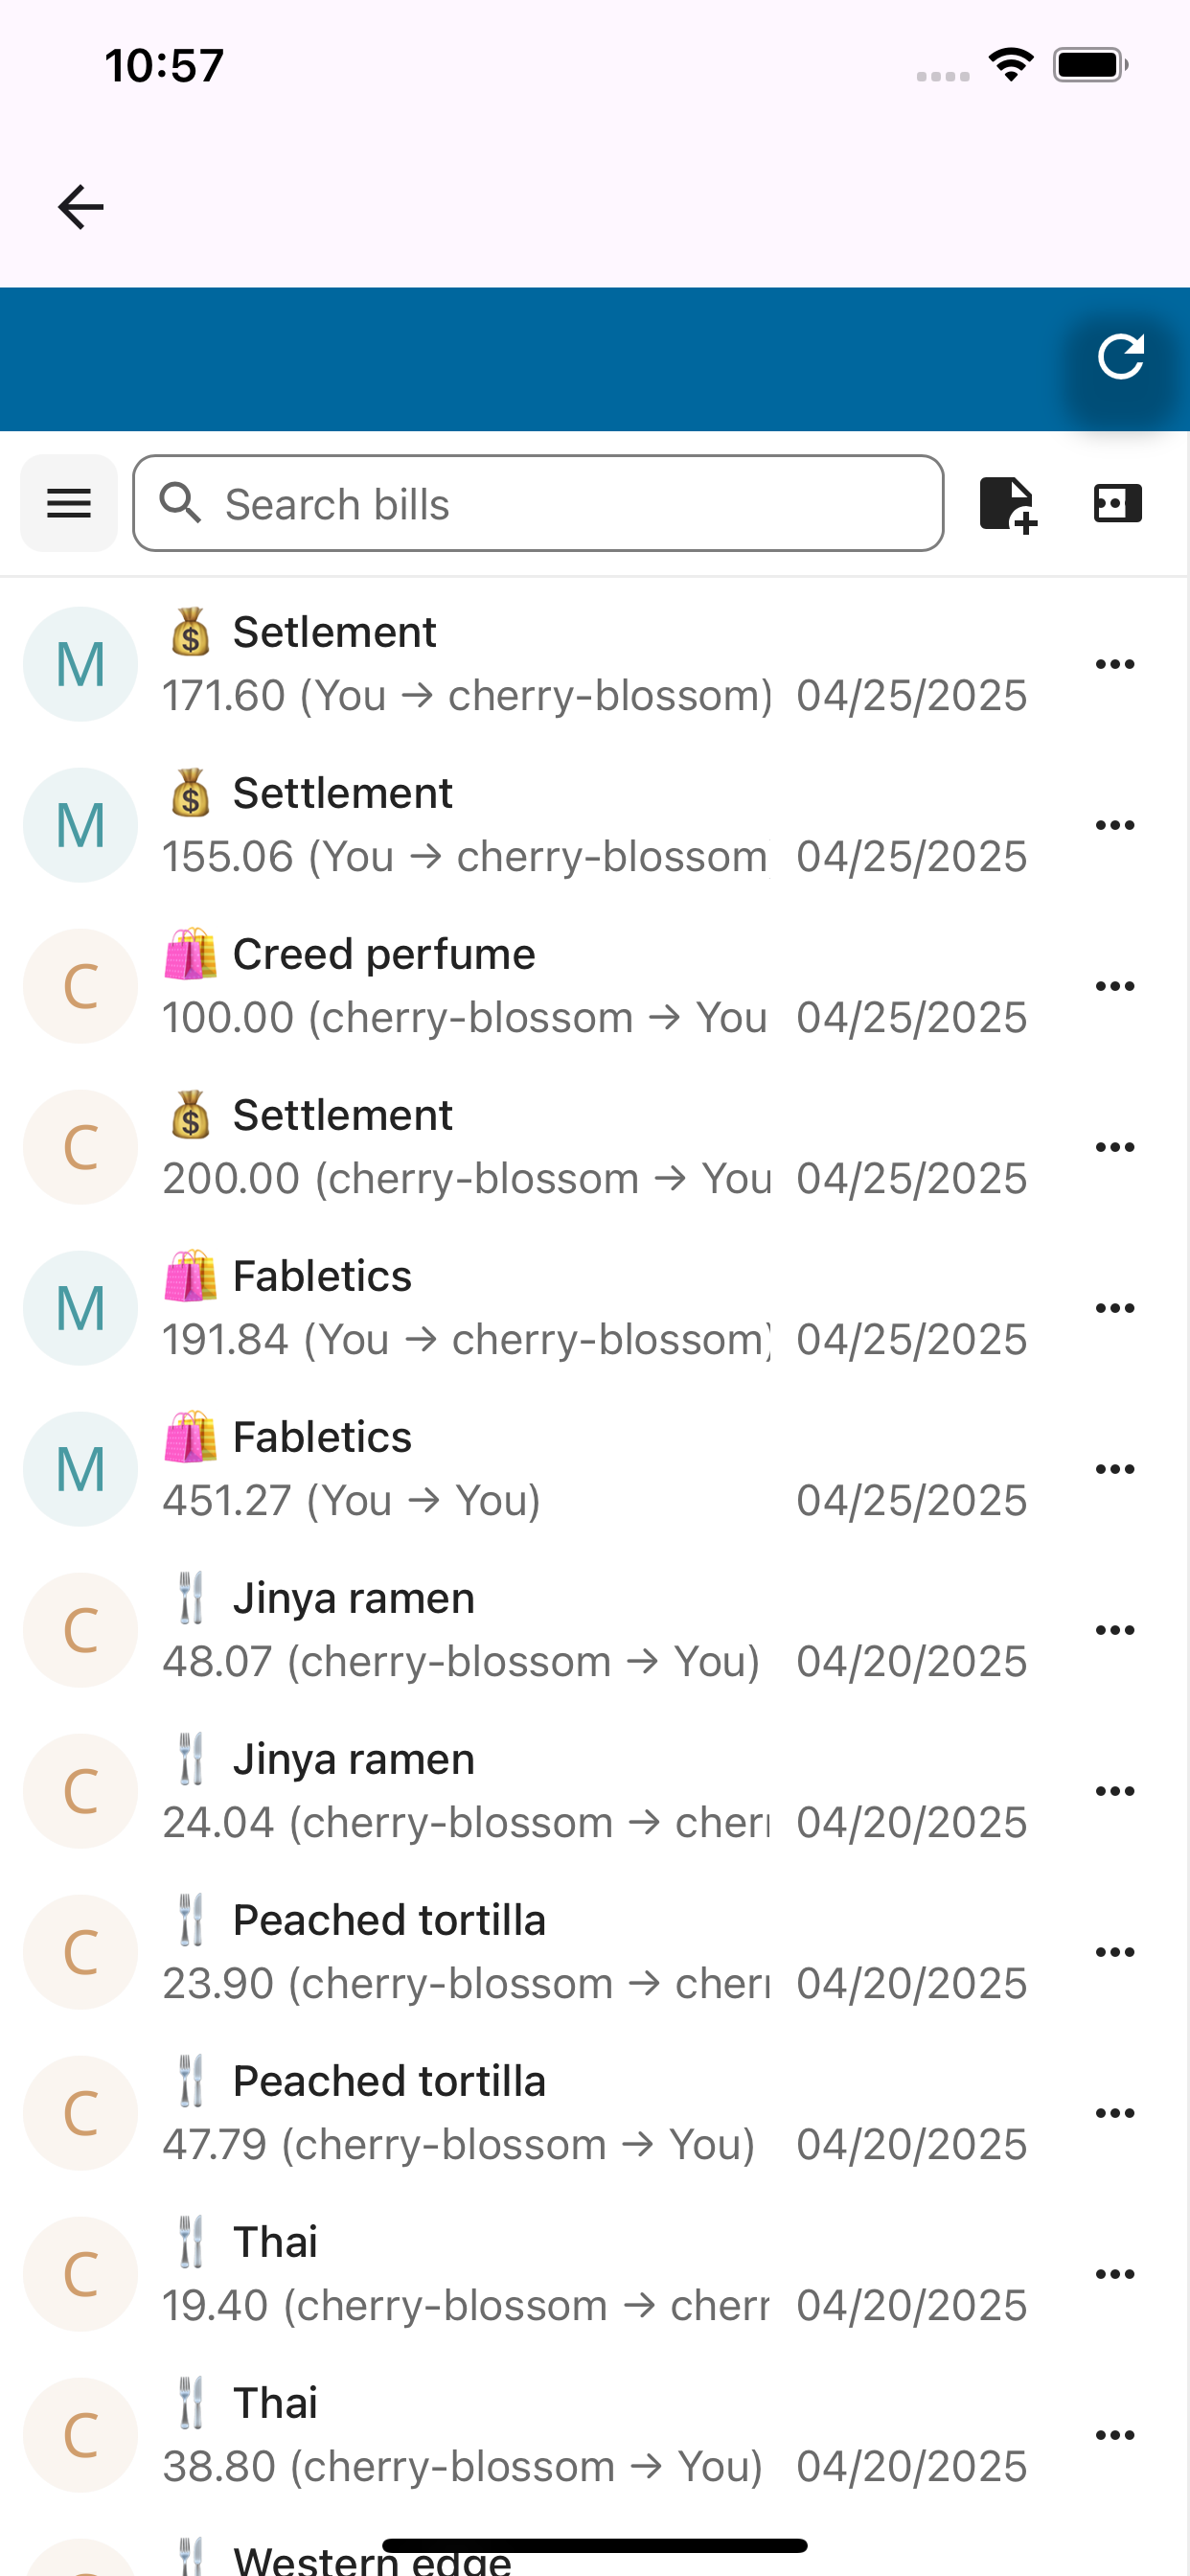 10:57
Search bills
M
💰 Setlement
171.60 (You → cherry-blossom) 04/25/2025
M
💰 Settlement
155.06 (You → cherry-blossom 04/25/2025
C
🛍️ Creed perfume
100.00 (cherry-blossom → You 04/25/2025
C
💰 Settlement
200.00 (cherry-blossom → You 04/25/2025
M
🛍️ Fabletics
191.84 (You → cherry-blossom) 04/25/2025
M
🛍️ Fabletics
451.27 (You → You) 04/25/2025
C
🍴 Jinya ramen
48.07 (cherry-blossom → You) 04/20/2025
C
🍴 Jinya ramen
24.04 (cherry-blossom → cherr 04/20/2025
C
🍴 Peached tortilla
23.90 (cherry-blossom → cherr 04/20/2025
C
🍴 Peached tortilla
47.79 (cherry-blossom → You) 04/20/2025
C
🍴 Thai
19.40 (cherry-blossom → cherr 04/20/2025
C
🍴 Thai
38.80 (cherry-blossom → You) 04/20/2025
🍴 Western edge